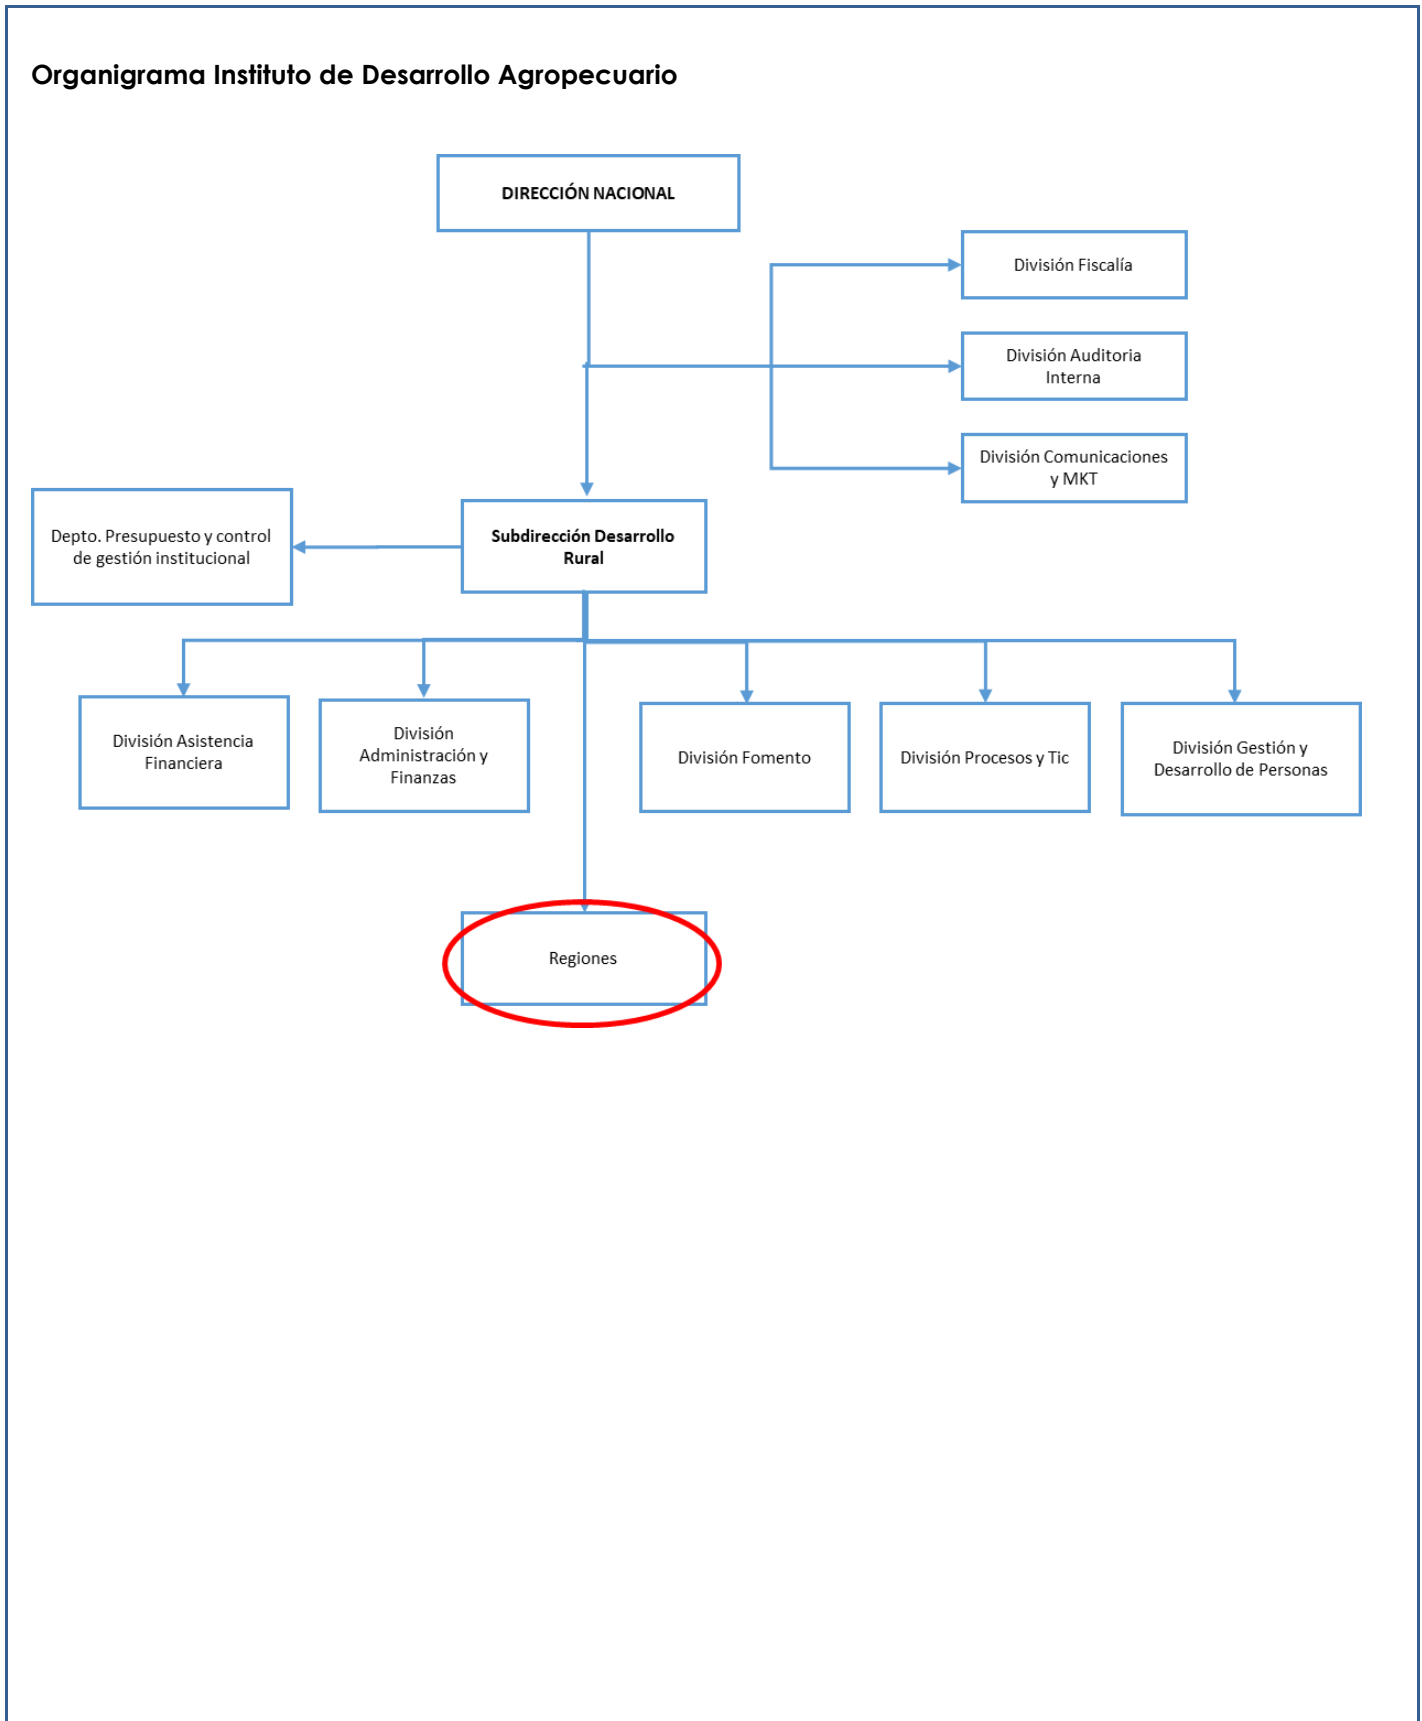 Organigrama Instituto de Desarrollo Agropecuario
DIRECCIÓN NACIONAL
División Fiscalía
División Auditoria
Interna
División Comunicaciones
y MKT
Depto. Presupuesto y control
de gestión institucional
Subdirección Desarrollo
Rural
División Asistencia
Financiera
División
Administración y
Finanzas
División Fomento
División Procesos y Tic
División Gestión y
Desarrollo de Personas
Regiones